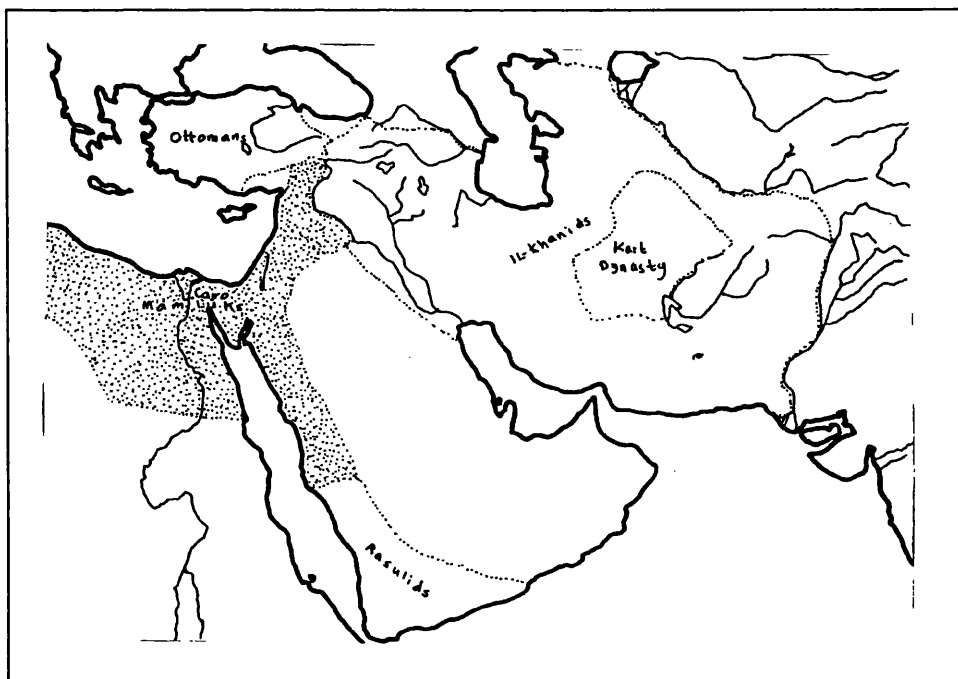 Ottomans
Il-Khanids
Kart
Dynasty
Cairo
Mamluks
Rasulids